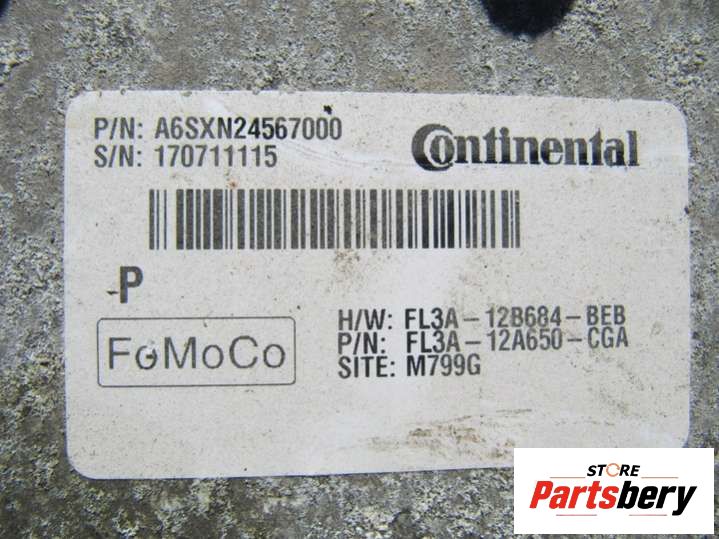 P/N: A6SXN24567000
S/N: 170711115
Continental
P
FoMoCo
H/W: FL3A-12B684-BEB
P/N: FL3A-12A650-CGA
SITE: M799G
STORE
Partsbery